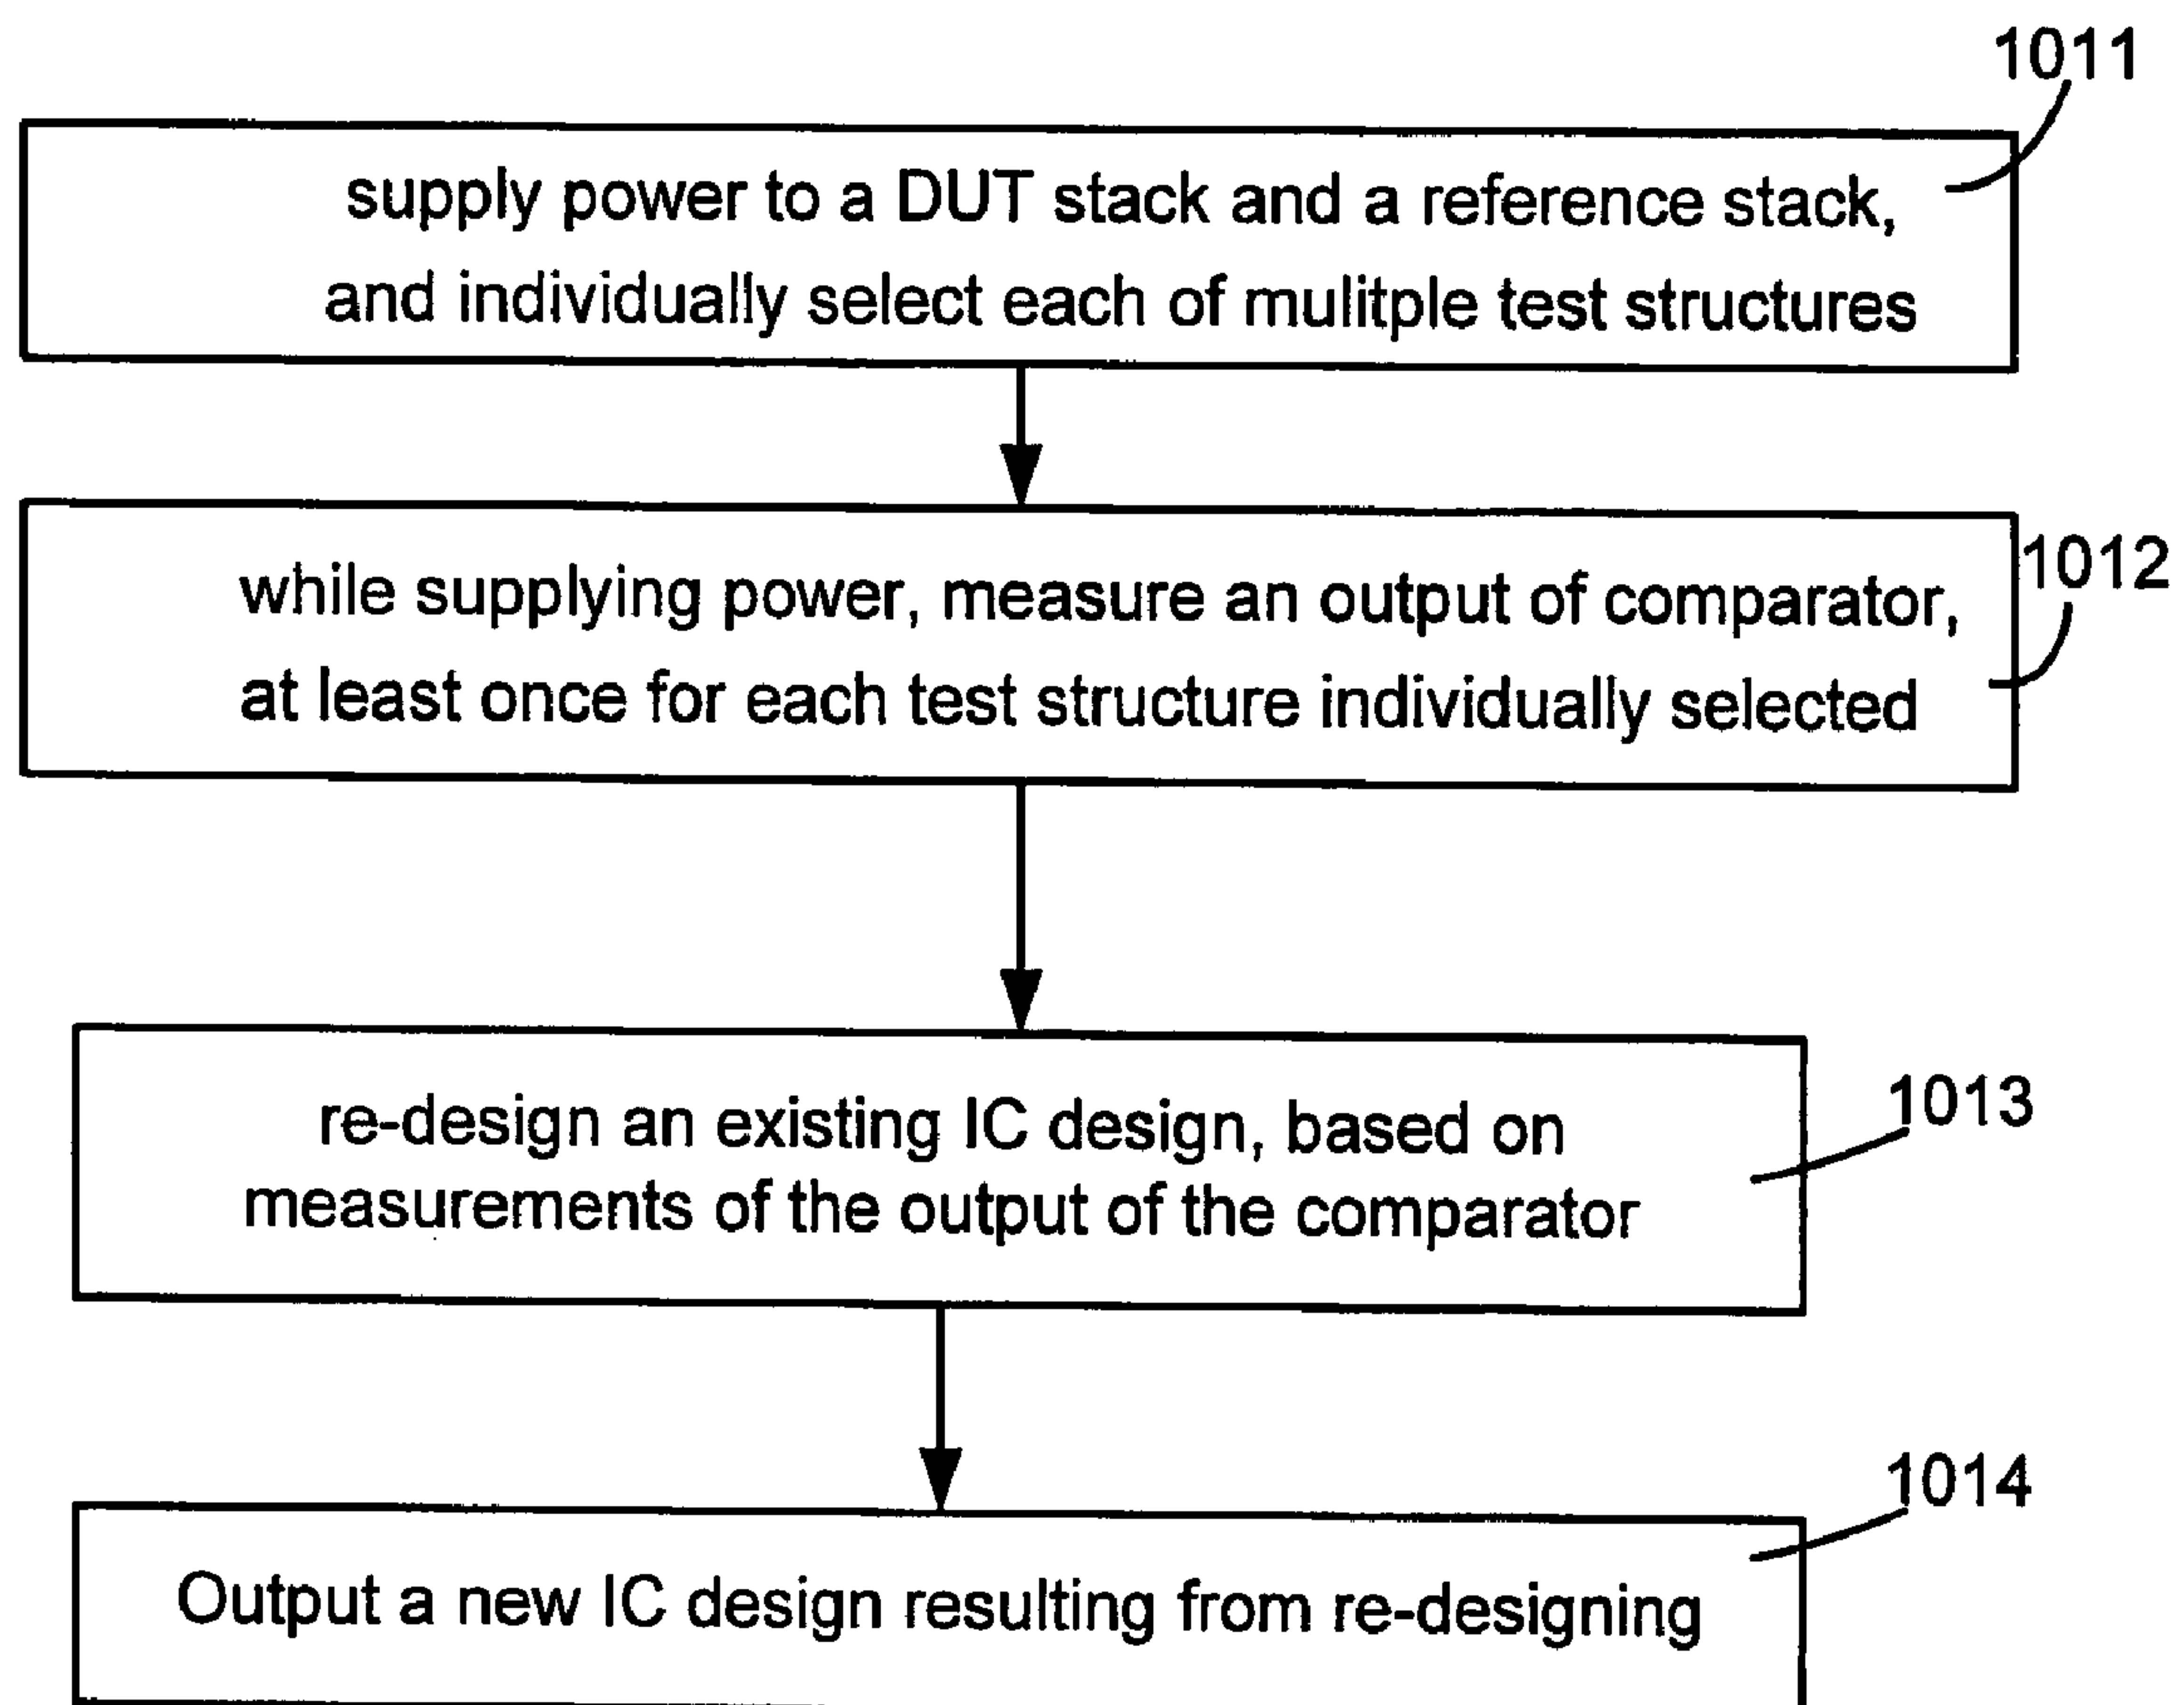 1011
supply power to a DUT stack and a reference stack,
and individually select each of mulitple test structures
1012
while supplying power, measure an output of comparator,
at least once for each test structure individually selected
1013
re-design an existing IC design, based on
measurements of the output of the comparator
1014
Output a new IC design resulting from re-designing